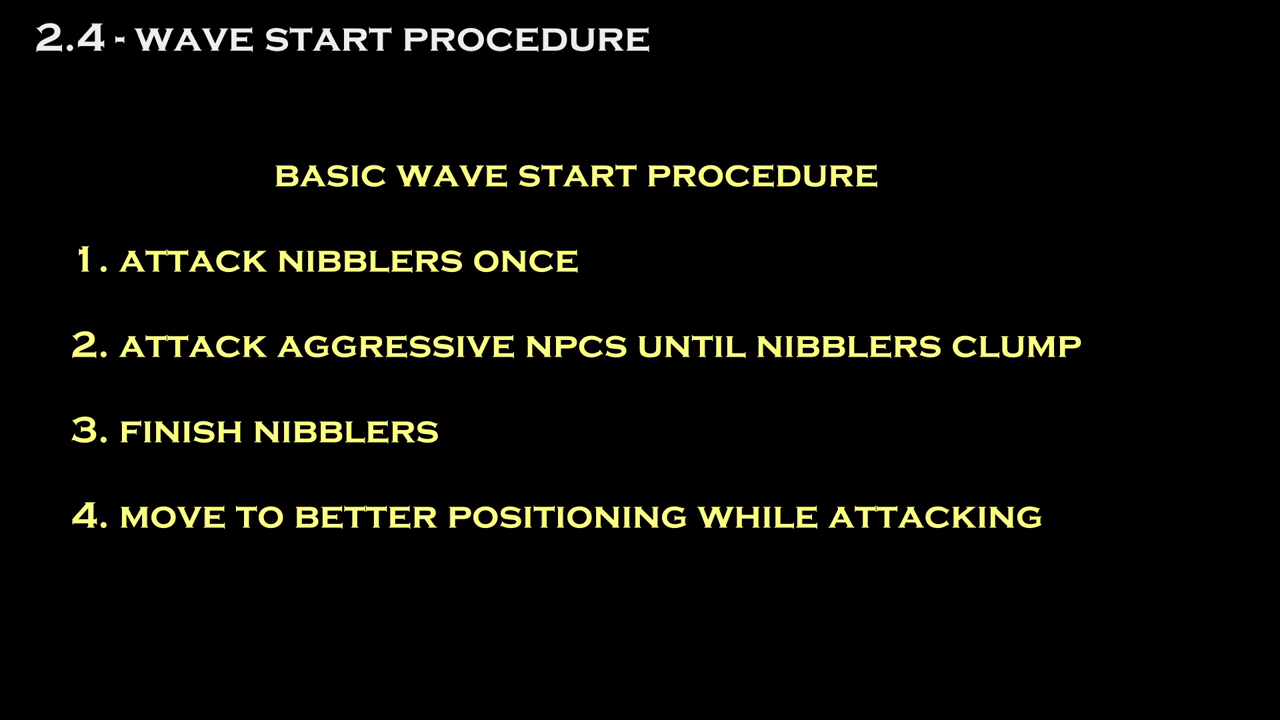 2.4 - WAVE START PROCEDURE
BASIC WAVE START PROCEDURE
1. ATTACK NIBBLERS ONCE
2. ATTACK AGGRESSIVE NPCS UNTIL NIBBLERS CLUMP
3. FINISH NIBBLERS
4. MOVE TO BETTER POSITIONING WHILE ATTACKING